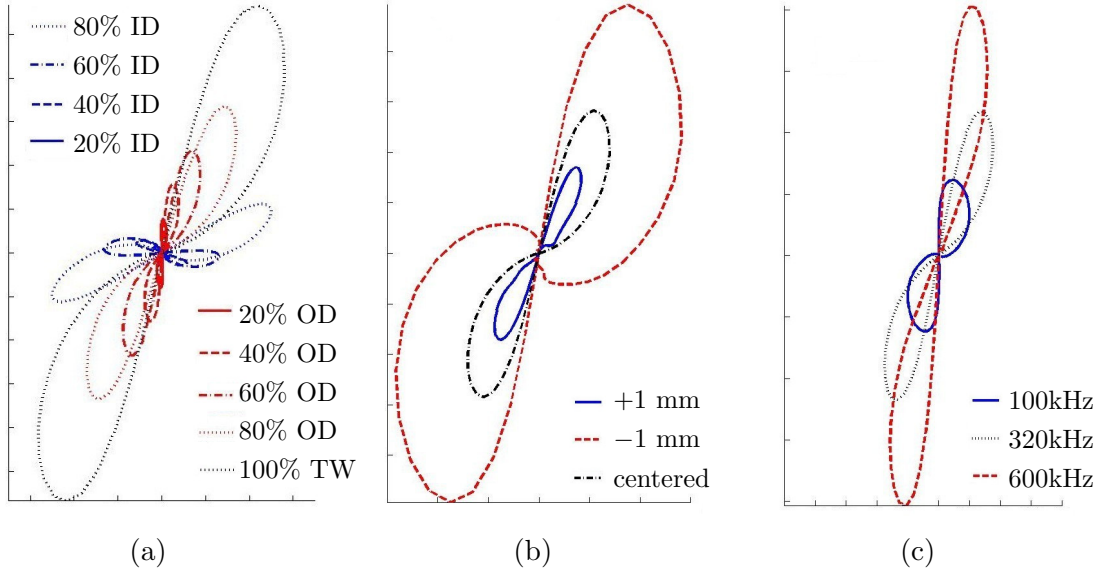 80% ID
60% ID
40% ID
20% ID
20% OD
40% OD
60% OD
80% OD
100% TW
(a)
+1 mm
−1 mm
centered
(b)
100kHz
320kHz
600kHz
(c)